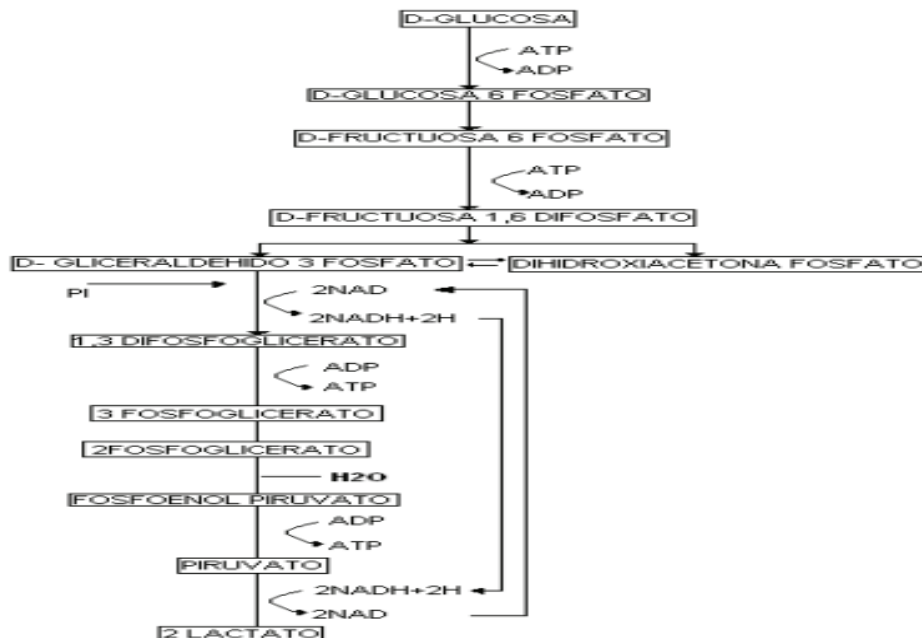 D-GLUCOSA
ATP
ADP
D-GLUCOSA 6 FOSFATO
D-FRUCTUOSA 6 FOSFATO
ATP
ADP
D-FRUCTUOSA 1,6 DIFOSFATO
D- GLICERALDEHIDO 3 FOSFATO
DIHIDROXIACETONA FOSFATO
PI
2NAD
2NADH+2H
1,3 DIFOSFOGLICERATO
ADP
ATP
3 FOSFOGLICERATO
2FOSFOGLICERATO
H2O
FOSFOENOL PIRUVATO
ADP
ATP
PIRUVATO
2NADH+2H
2NAD
2 LACTATO